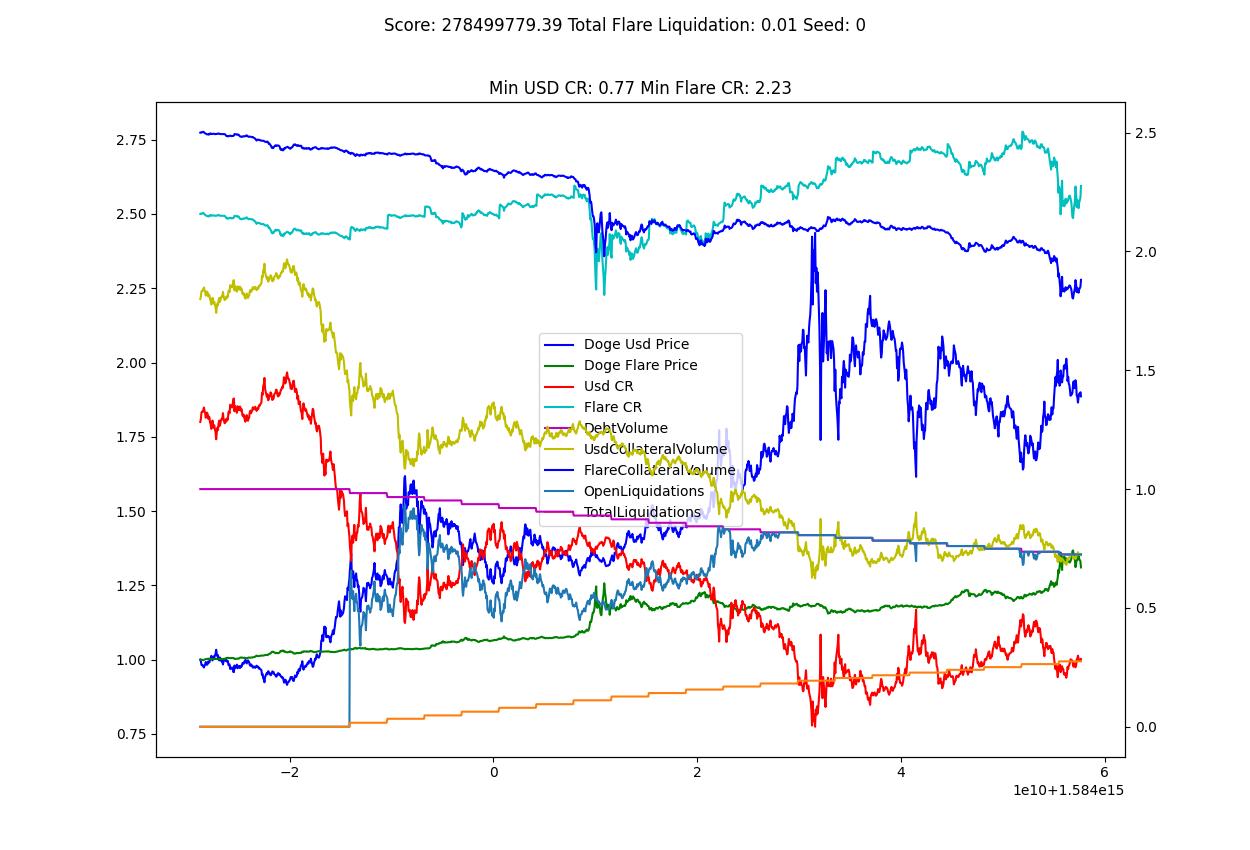 Score: 278499779.39 Total Flare Liquidation: 0.01 Seed: 0
Min USD CR: 0.77 Min Flare CR: 2.23
2.75
2.50
2.25
2.00
1.75
1.50
1.25
1.00
0.75
2.5
2.0
1.5
1.0
0.5
0.0
Doge Usd Price
Doge Flare Price
Usd CR
Flare CR
DebtVolume
UsdCollateralVolume
FlareCollateralVolume
OpenLiquidations
TotalLiquidations
−2
0
2
4
6
1e10+1.584e15